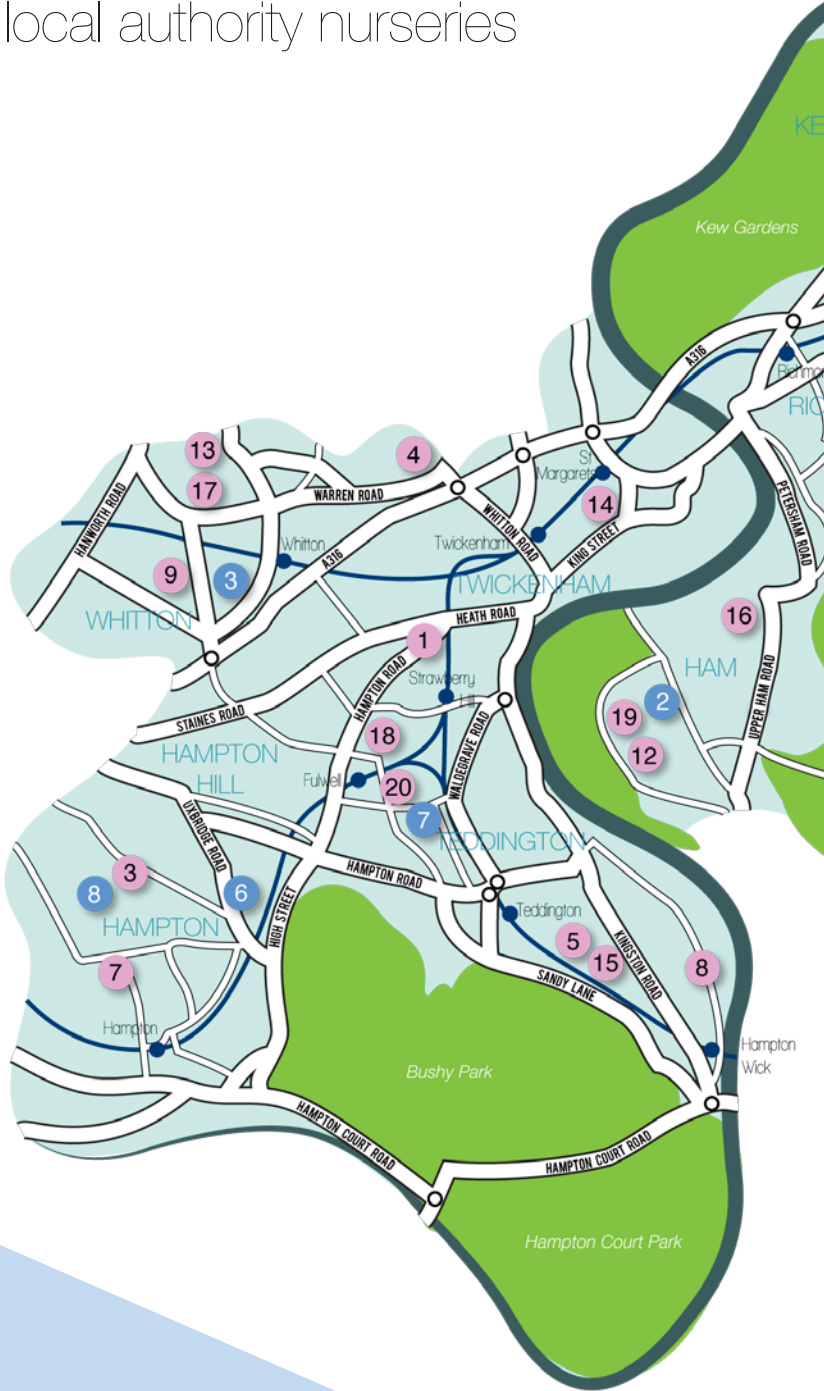 local authority nurseries
KE
Kew Gardens
A316
Richmo
RIC
13
4
17
St
Margarets
WARREN ROAD
14
HANWORTH ROAD
WHITTON ROAD
PETERSHAM ROAD
Whitton
Twickenham
KING STREET
A316
9
3
TWICKENHAM
WHITTON
HEATH ROAD
16
1
HAM
HAMPTON ROAD
Strawberry
Hill
2
19
UPPER HAM ROAD
STAINES ROAD
18
12
HAMPTON
HILL
WALDEGRAVE ROAD
Fulwell
20
7
UXBRIDGE ROAD
TEDDINGTON
HAMPTON ROAD
3
8
6
HIGH STREET
Teddington
HAMPTON
5
15
KINGSTON ROAD
8
7
SANDY LANE
Hampton
Hampton
Wick
Bushy Park
HAMPTON COURT ROAD
HAMPTON COURT ROAD
Hampton Court Park